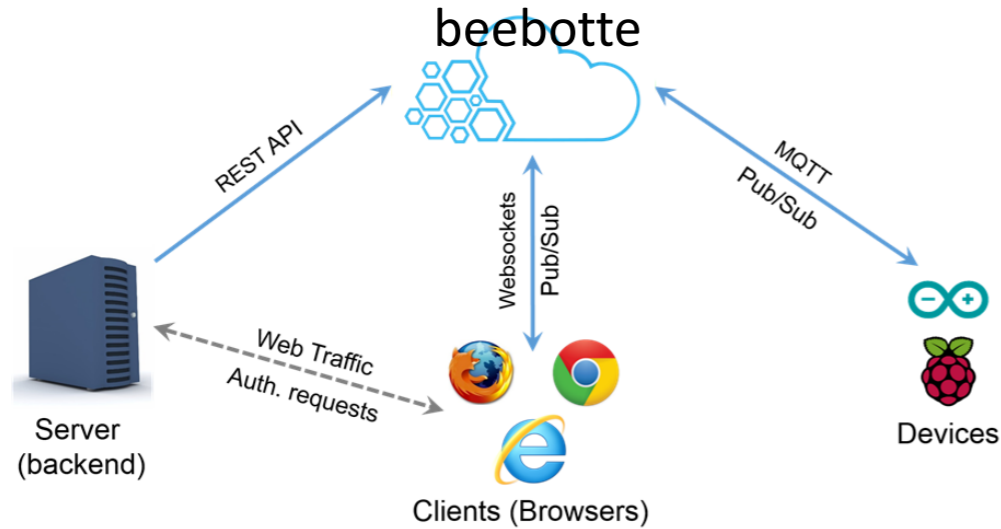 beebotte
REST API
MQTT
Pub/Sub
Websockets
Pub/Sub
Web Traffic
Auth. requests
Server
(backend)
Clients (Browsers)
Devices